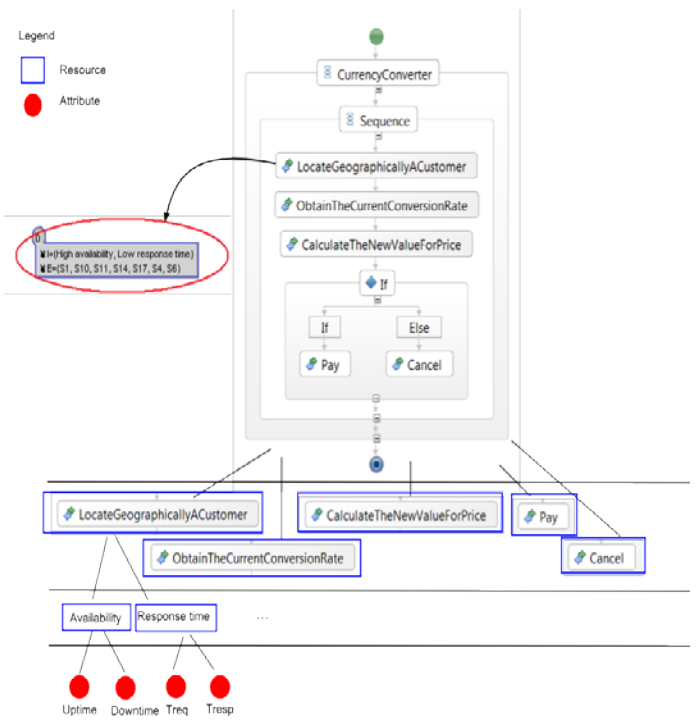 Legend
Resource
Attribute
CurrencyConverter
Sequence
LocateGeographicallyACustomer
ObtainTheCurrentConversionRate
CalculateTheNewValueForPrice
0
I=(High availability, Low response time)
E=(S1, S10, S11, S14, S17, S4, S6)
If
If Else
Pay Cancel
LocateGeographicallyACustomer CalculateTheNewValueForPrice Pay
ObtainTheCurrentConversionRate Cancel
Availability Response time ...
Uptime Downtime Treq Tresp